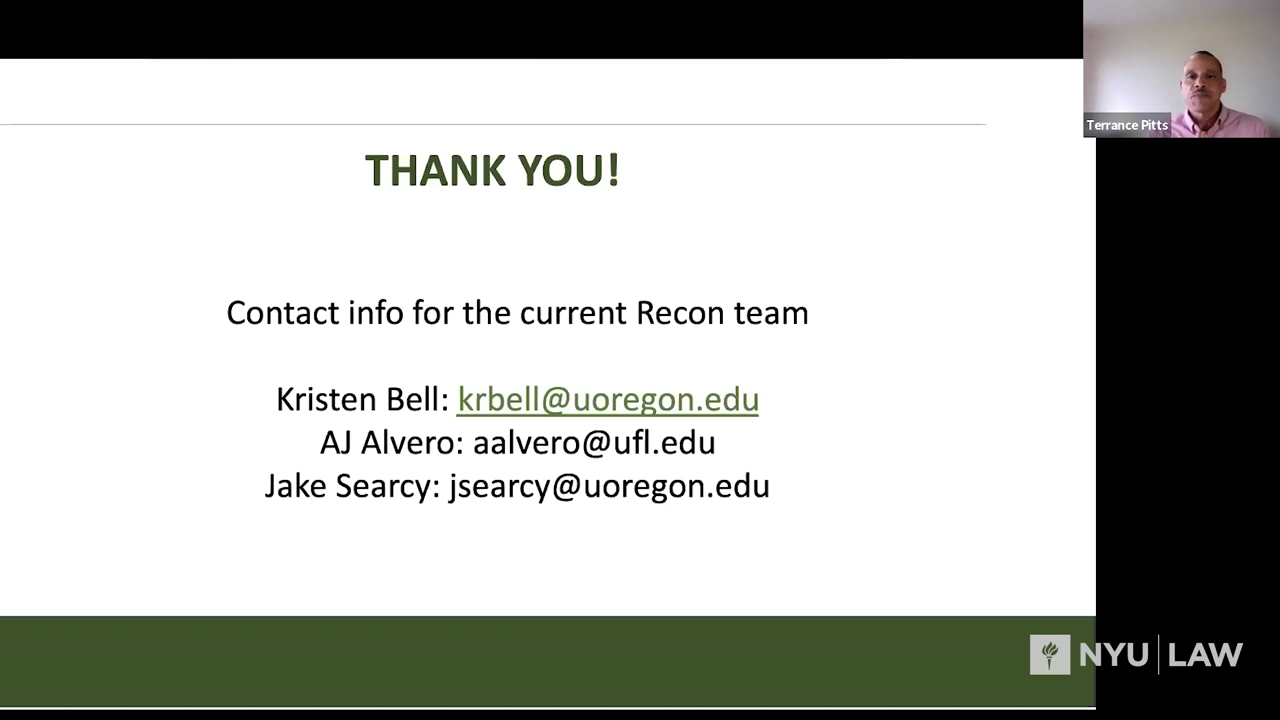 Terrance Pitts
THANK YOU!
Contact info for the current Recon team
Kristen Bell: krbell@uoregon.edu
AJ Alvero: aalvero@ufl.edu
Jake Searcy: jsearcy@uoregon.edu
NYU | LAW